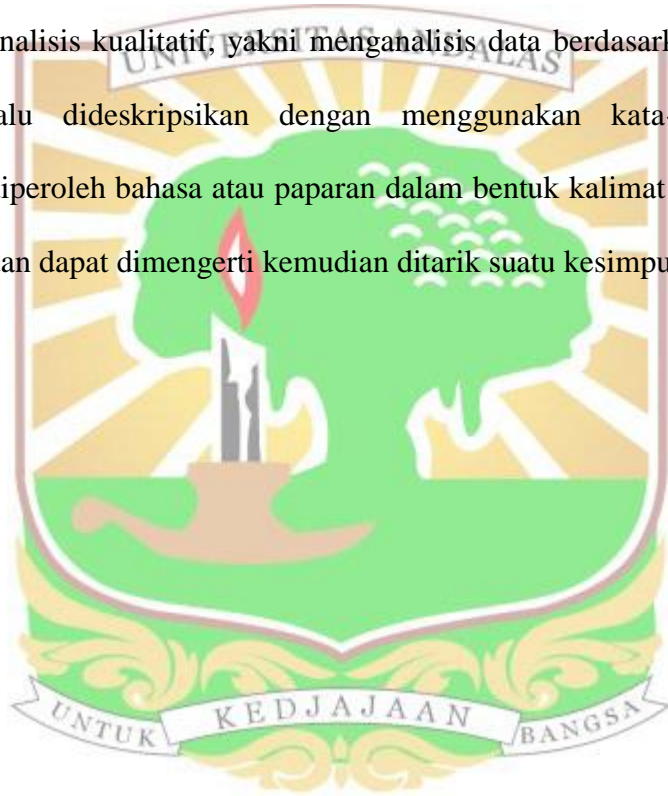 nalisis kualitatif, yakni menganalisis data berdasark
UNIVERSITAS ANDALAS
alu dideskripsikan dengan menggunakan kata-
iperoleh bahasa atau paparan dalam bentuk kalimat
dan dapat dimengerti kemudian ditarik suatu kesimpu
UNTUK KEDJAJAAN BANGSA